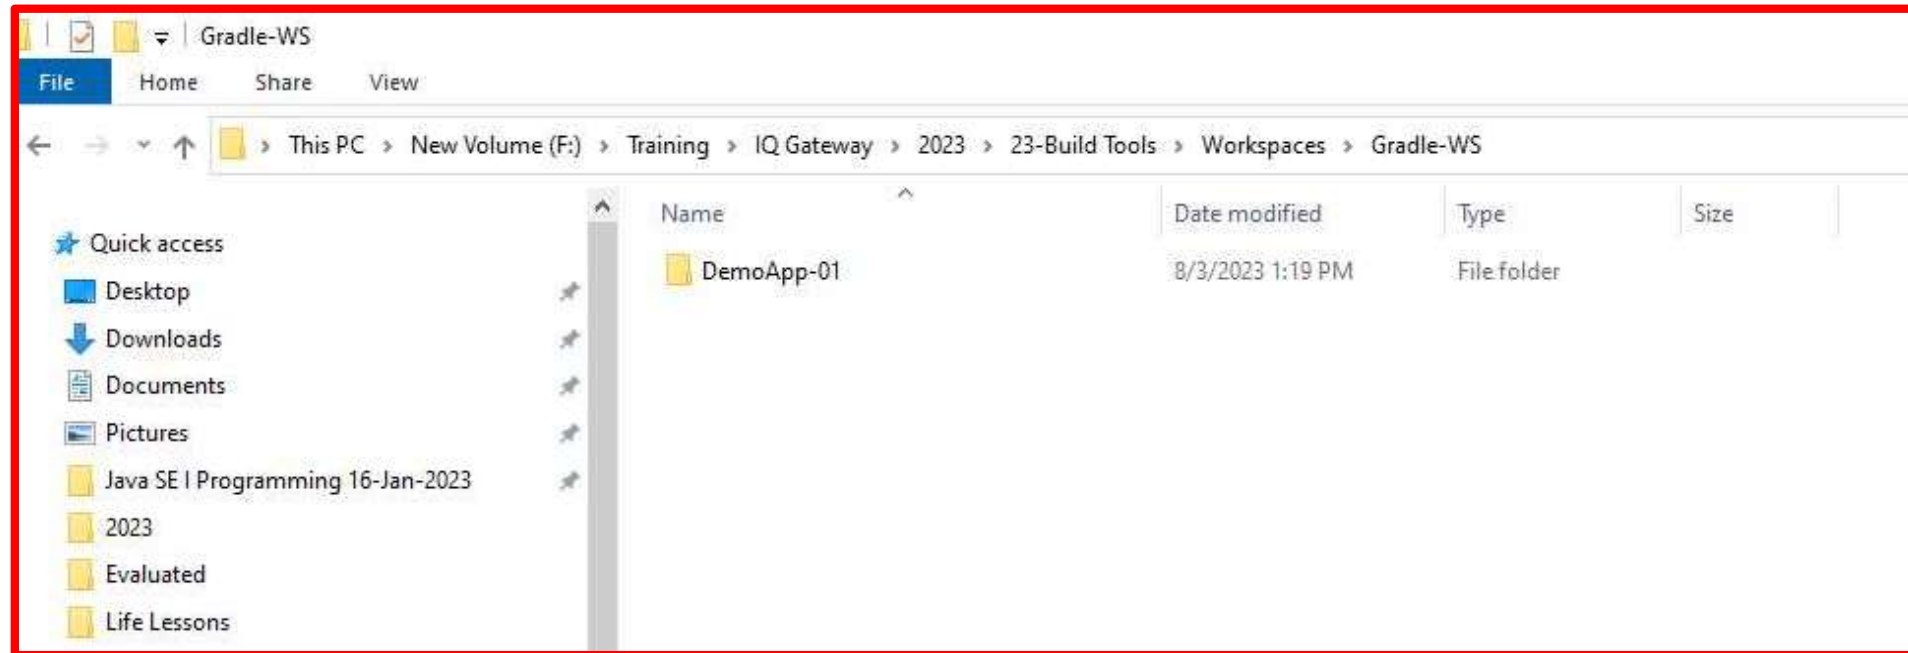 Gradle-WS
File Home Share View
This PC > New Volume (F:) > Training > IQ Gateway > 2023 > 23-Build Tools > Workspaces > Gradle-WS
Name Date modified Type Size
Quick access
DemoApp-01 8/3/2023 1:19 PM File folder
Desktop
Downloads
Documents
Pictures
Java SE I Programming 16-Jan-2023
2023
Evaluated
Life Lessons